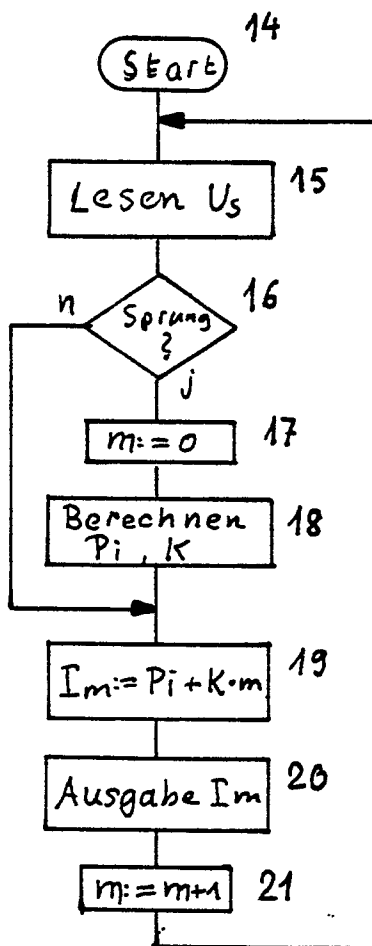 14
Start
Lesen Us
15
Sprung
?
16
n
j
m:=0
17
Berechnen
Pi, K
18
Im:= Pi + K·m
19
Ausgabe Im
20
m:=m+1
21